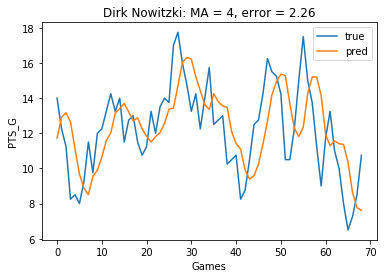 Dirk Nowitzki: MA = 4, error = 2.26
true
pred
PTS_G
18
16
14
12
10
8
6
0 10 20 30 40 50 60 70
Games